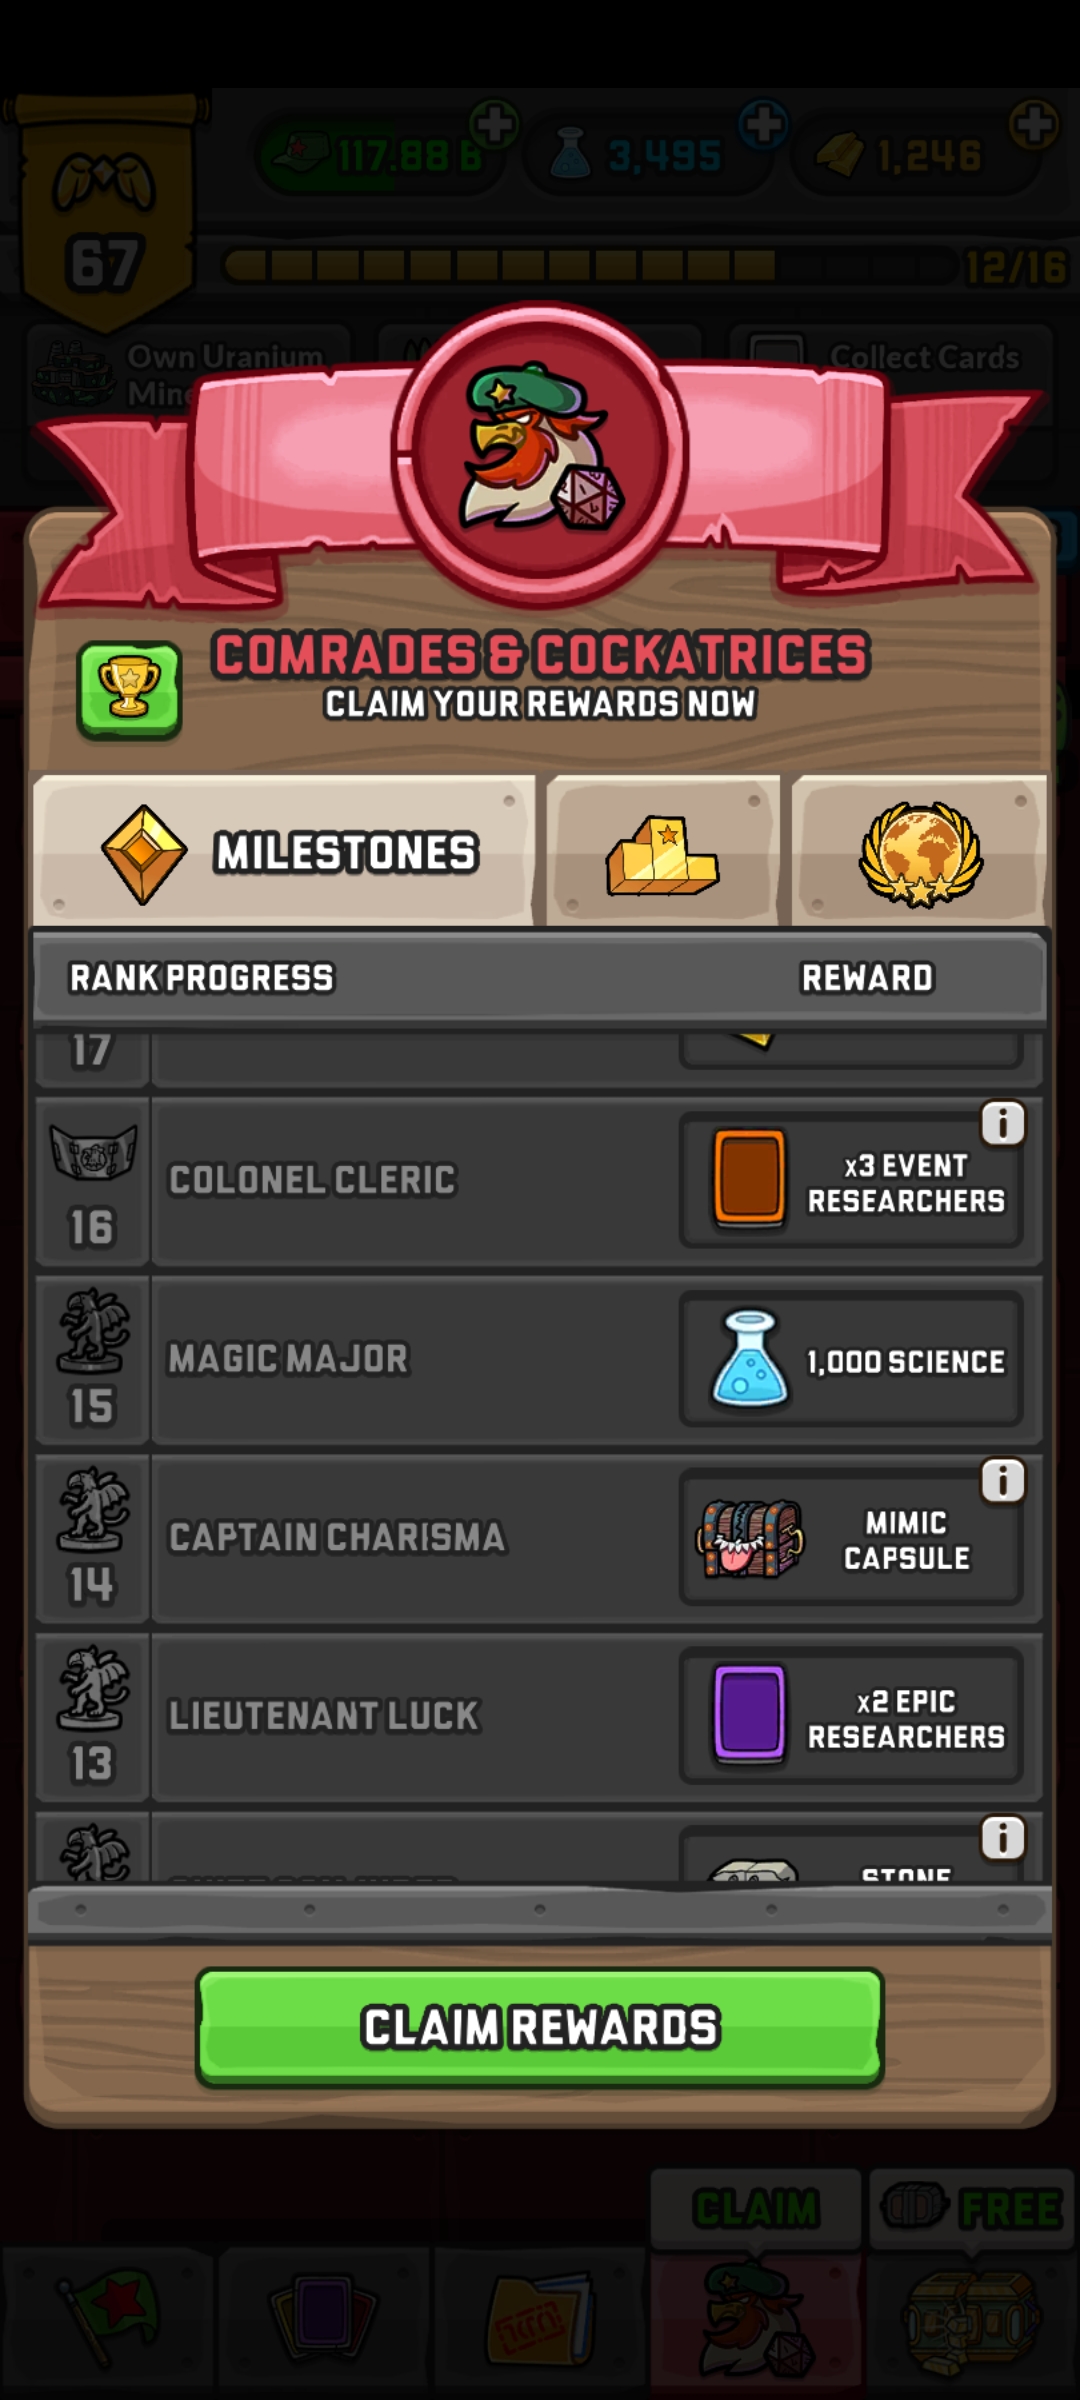 117.88 B
3,495
1,246
67
12/16
Own Uranium
Collect Cards
COMRADES & COCKATRICES
CLAIM YOUR REWARDS NOW
MILESTONES
RANK PROGRESS
REWARD
17
COLONEL CLERIC
x3 EVENT
RESEARCHERS
16
MAGIC MAJOR
1,000 SCIENCE
15
CAPTAIN CHARISMA
MIMIC
CAPSULE
14
LIEUTENANT LUCK
x2 EPIC
RESEARCHERS
13
STONE
CLAIM REWARDS
CLAIM
FREE